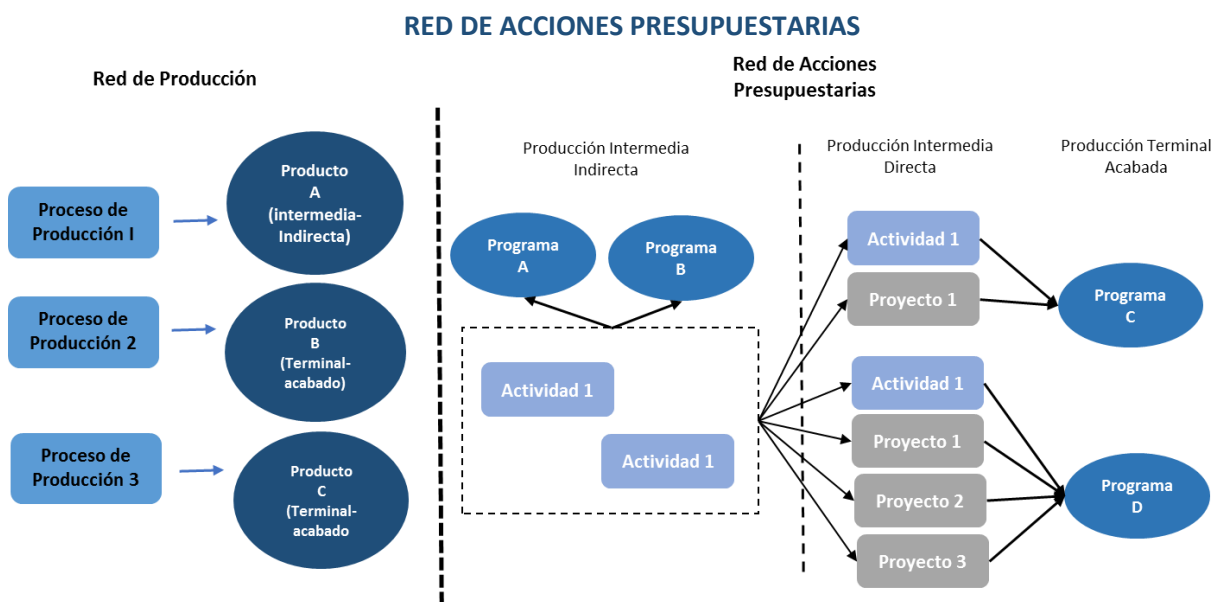 RED DE ACCIONES PRESUPUESTARIAS
Red de Producción
Proceso de
Producción I
Producto
A
(intermedia-
Indirecta)
Proceso de
Producción 2
Producto
B
(Terminal-
acabado)
Proceso de
Producción 3
Producto
C
(Terminal-
acabado
Red de Acciones
Presupuestarias
Producción Intermedia
Indirecta
Programa
A
Programa
B
Actividad 1
Actividad 1
Producción Intermedia
Directa
Actividad 1
Proyecto 1
Actividad 1
Proyecto 1
Proyecto 2
Proyecto 3
Producción Terminal
Acabada
Programa
C
Programa
D